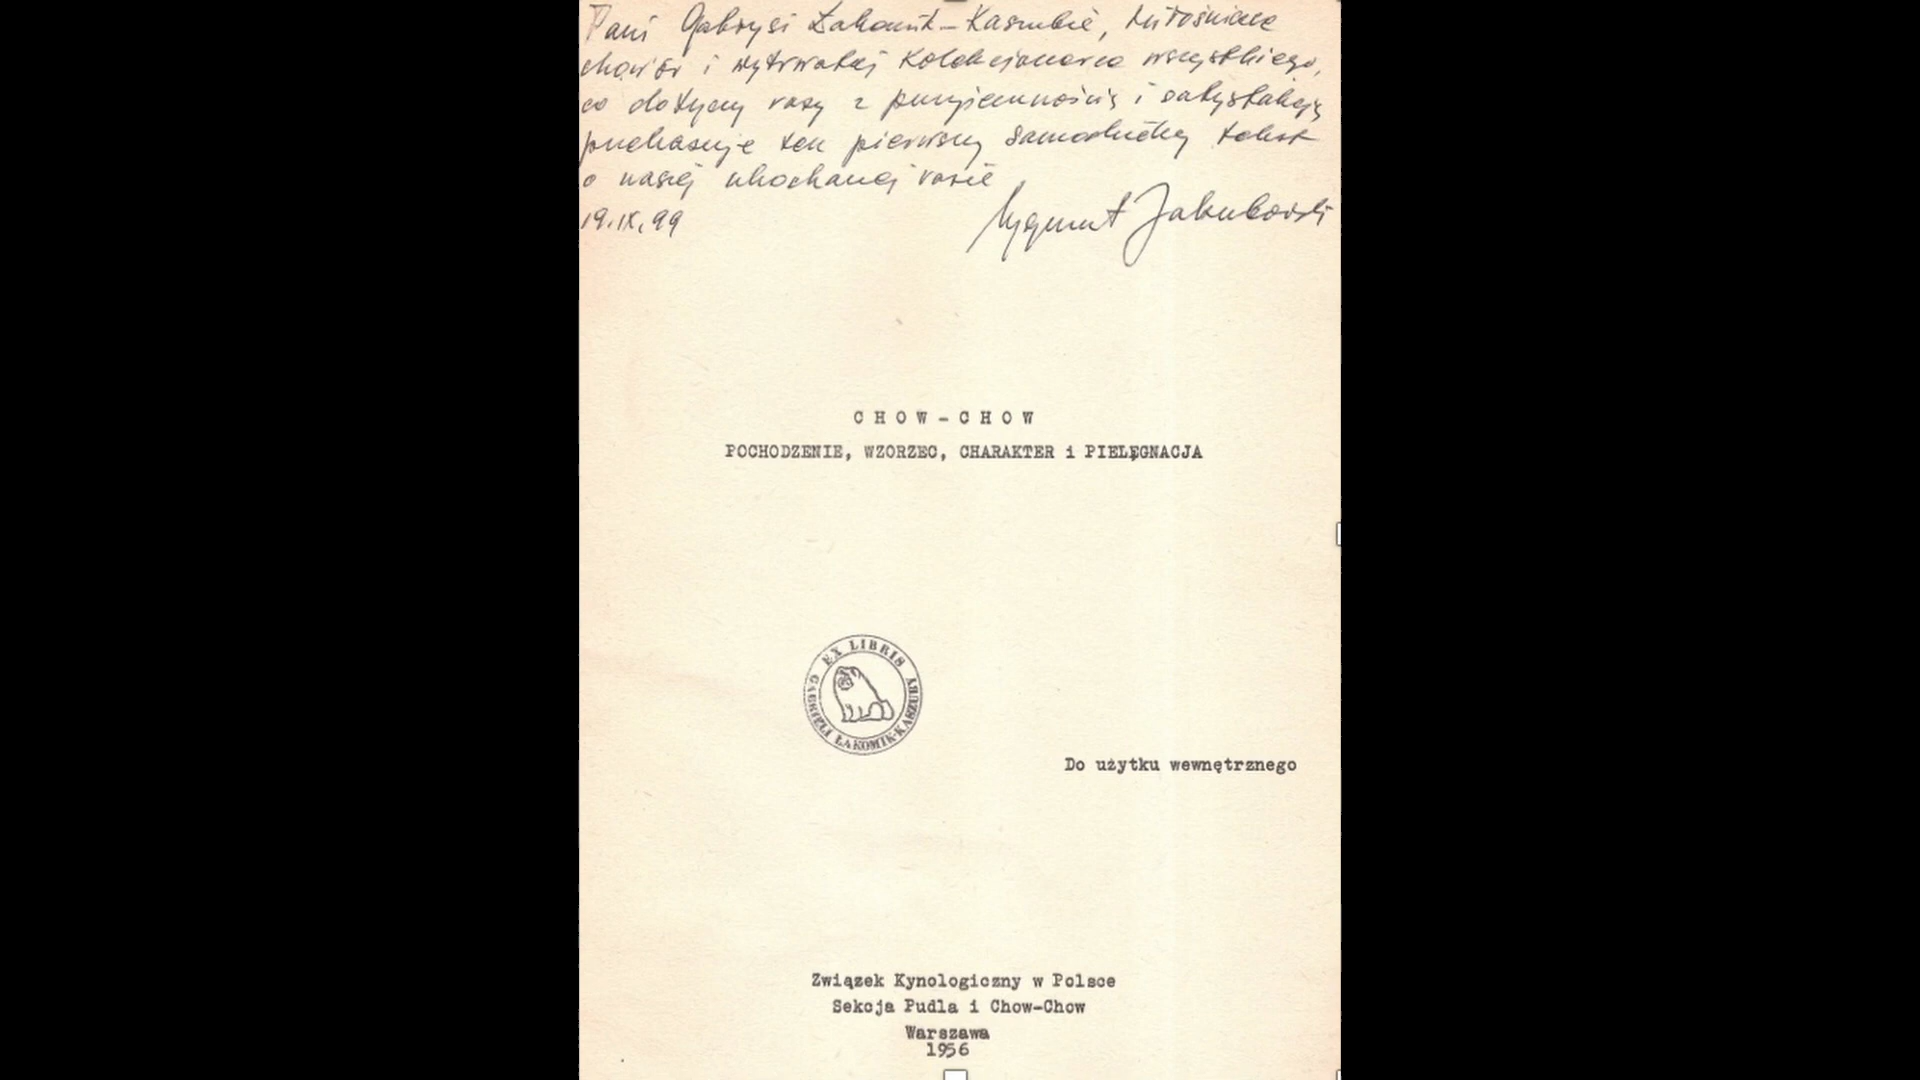 Pani Gabrysi Łakomik-Kaszubie, miłośniczce
chow'ów i wytrwałej kolekcjonerce wszystkiego,
co dotyczy rasy z przyjemnością i satysfakcją
przekazuję ten pierwszy samodzielny tekst
o naszej ukochanej rasie
19.IX.99
Zygmunt Jakubowski
CHOW-CHOW
POCHODZENIE, WZORZEC, CHARAKTER i PIELĘGNACJA
EX LIBRIS
GABRIELI ŁAKOMIK-KASZUBY
Do użytku wewnętrznego
Związek Kynologiczny w Polsce
Sekcja Pudla i Chow-Chow
Warszawa
1956